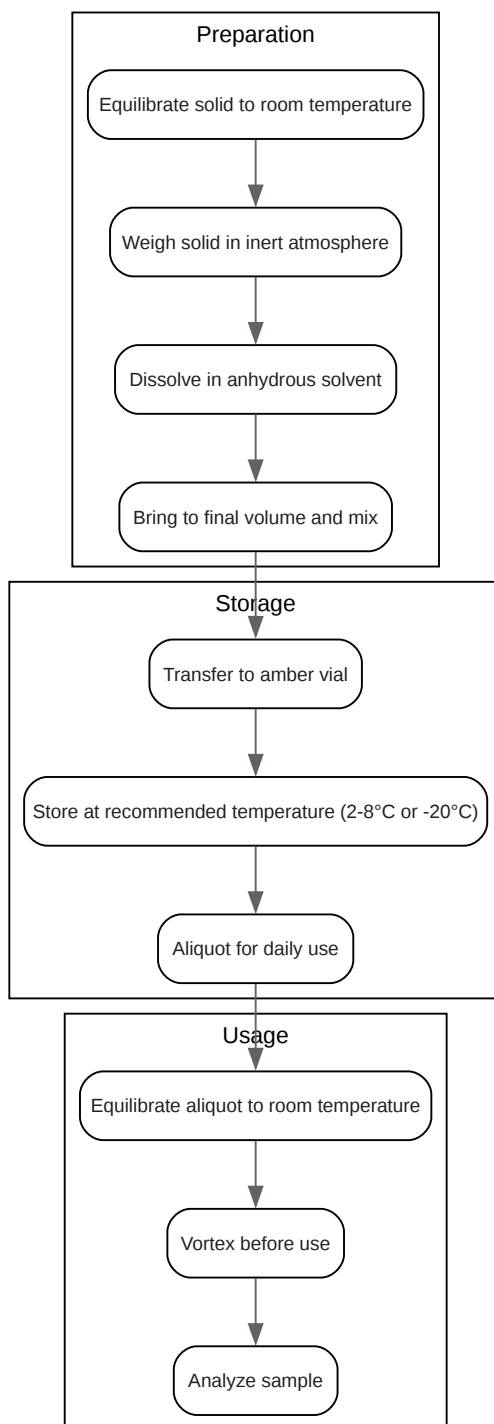 Preparation
Equilibrate solid to room temperature
Weigh solid in inert atmosphere
Dissolve in anhydrous solvent
Bring to final volume and mix
Storage
Transfer to amber vial
Store at recommended temperature (2-8°C or -20°C)
Aliquot for daily use
Usage
Equilibrate aliquot to room temperature
Vortex before use
Analyze sample